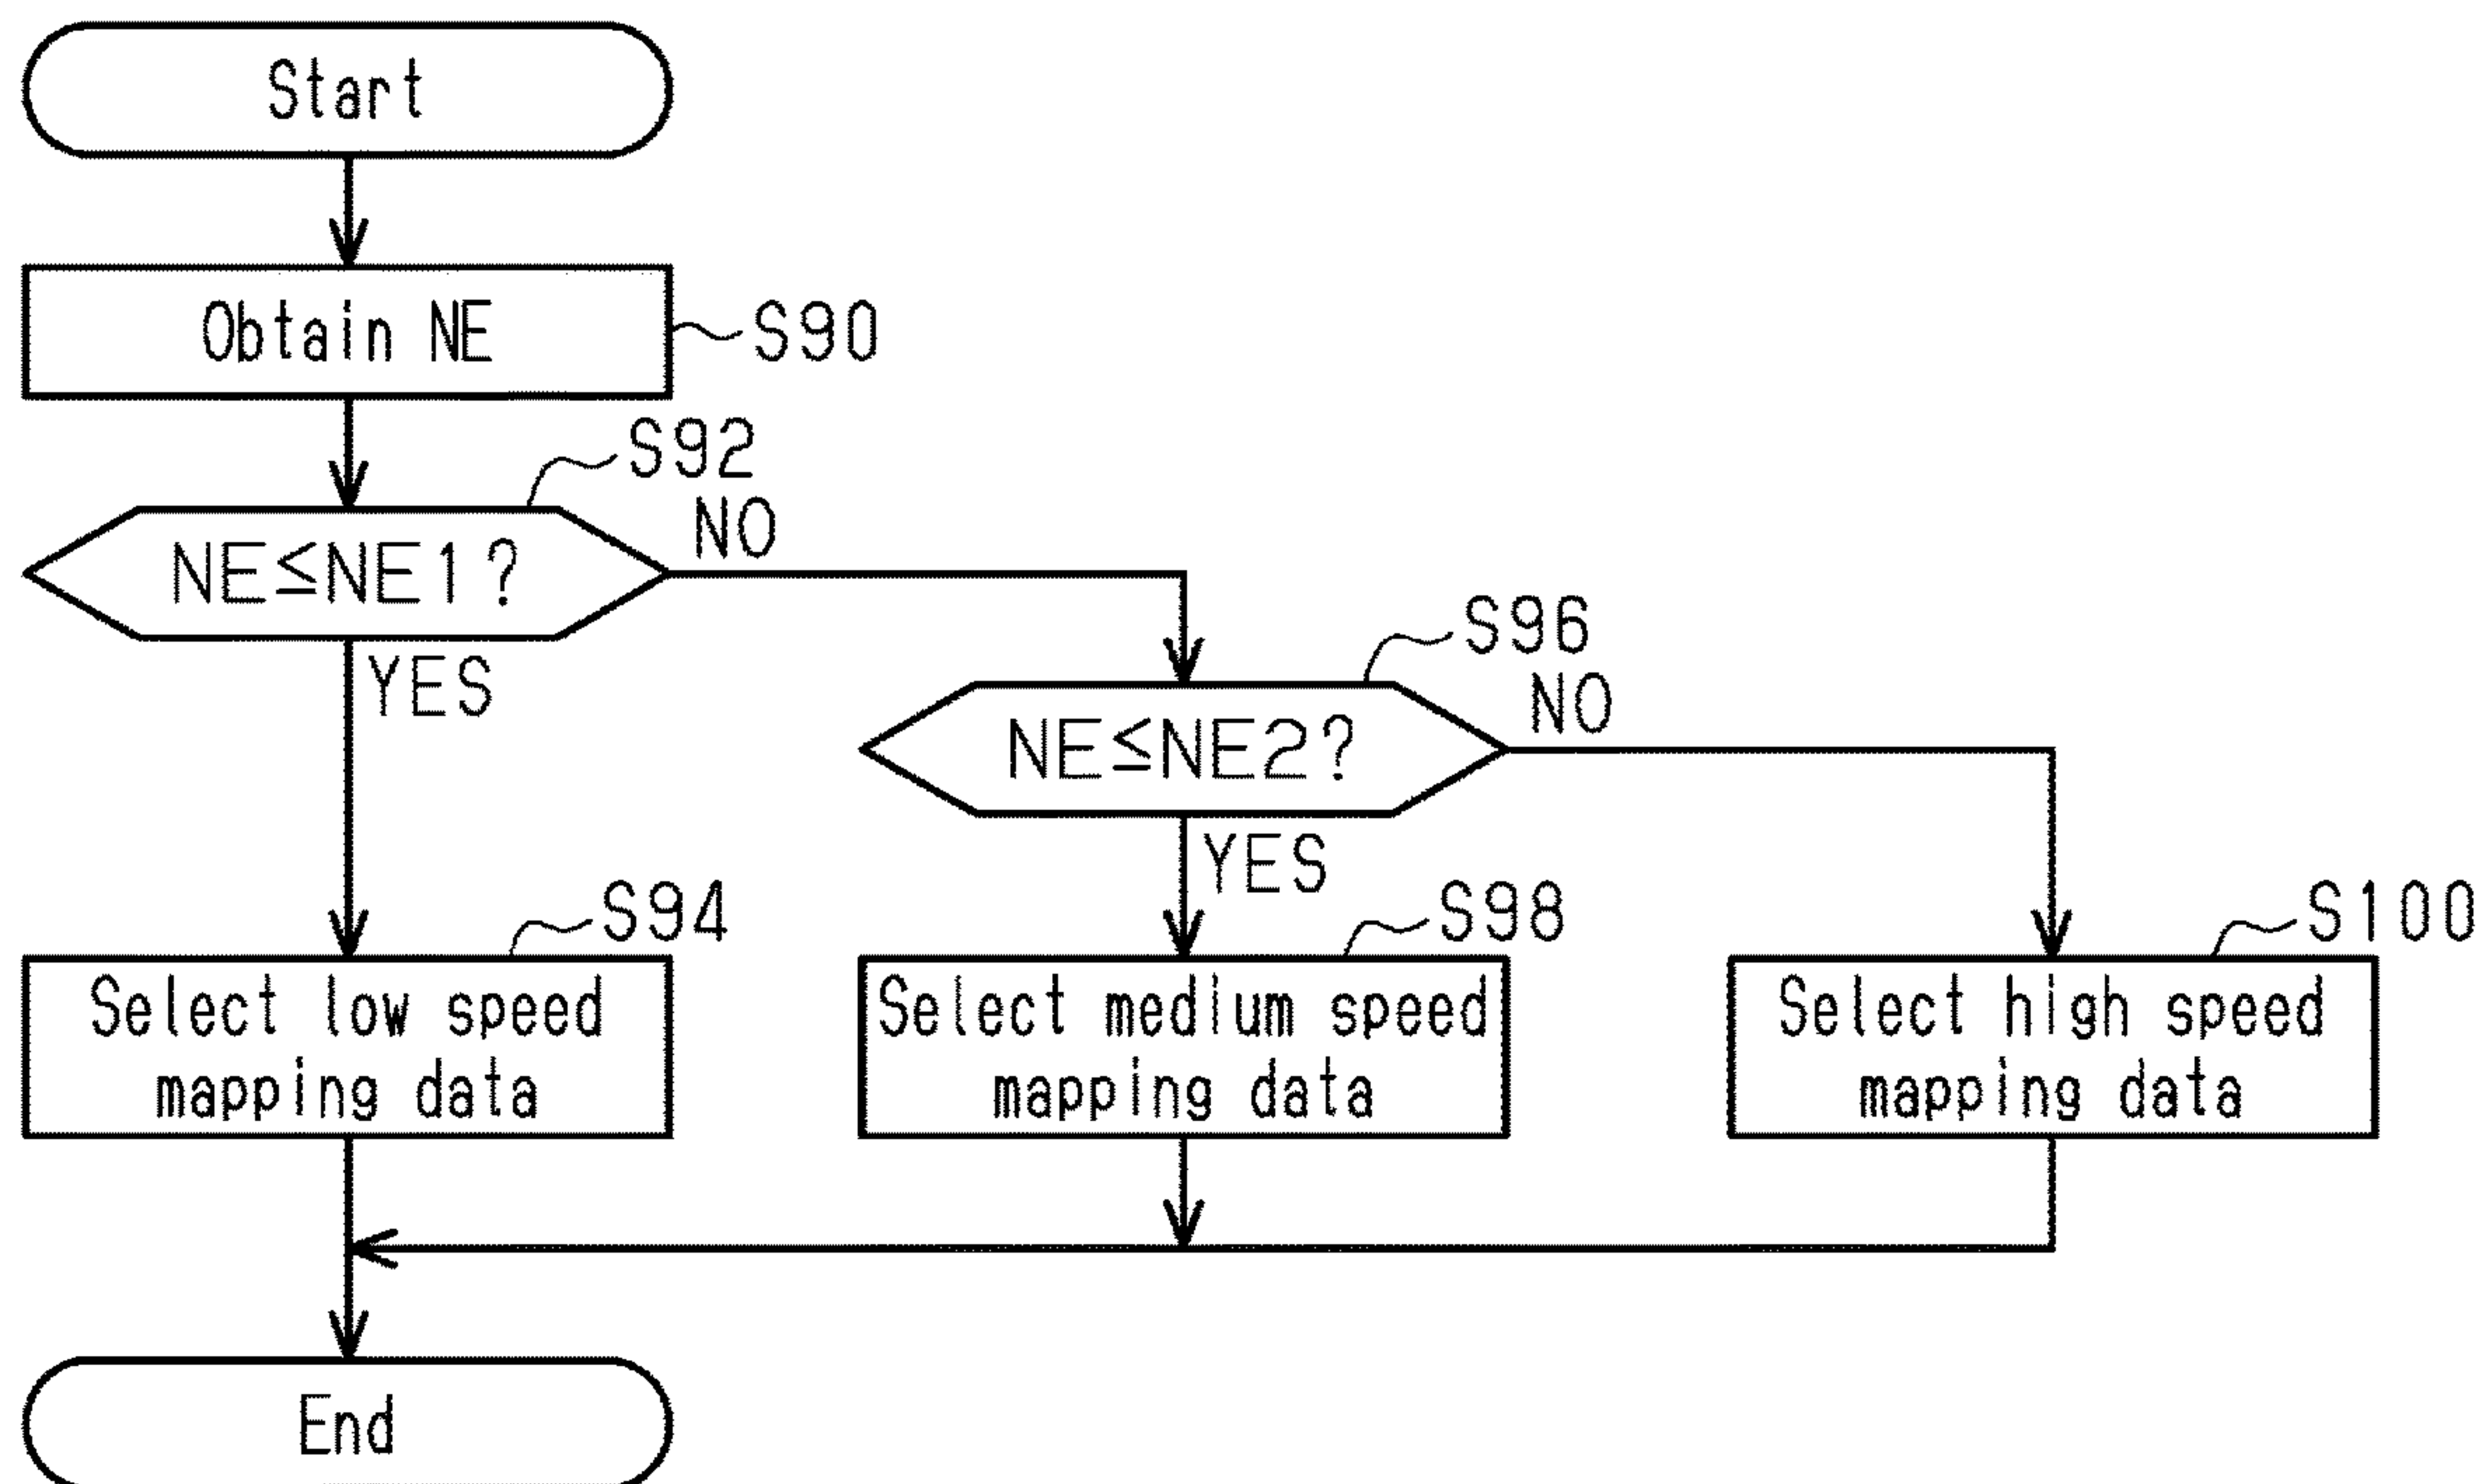 Start
Obtain NE
S90
S92
NE≤NE1?
NO
YES
S96
NE≤NE2?
NO
YES
S94
Select low speed
mapping data
S98
Select medium speed
mapping data
S100
Select high speed
mapping data
End